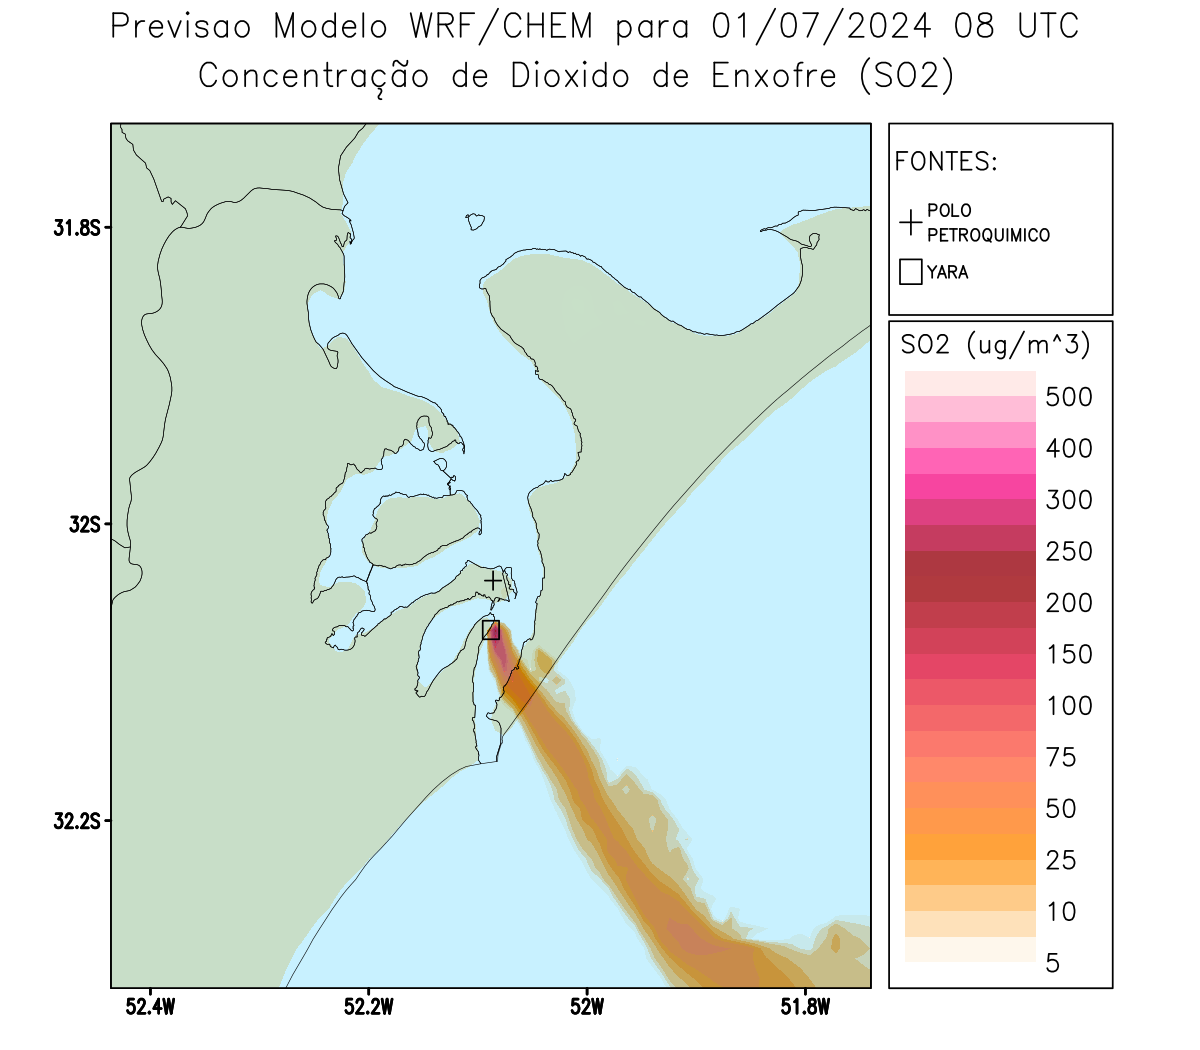 Previsao Modelo WRF/CHEM para 01/07/2024 08 UTC
Concentração de Dioxido de Enxofre (SO2)
31.8S
32S
32.2S
52.4W
52.2W
52W
51.8W
FONTES:
POLO
PETROQUIMICO
YARA
SO2 (ug/m^3)
500
400
300
250
200
150
100
75
50
25
10
5